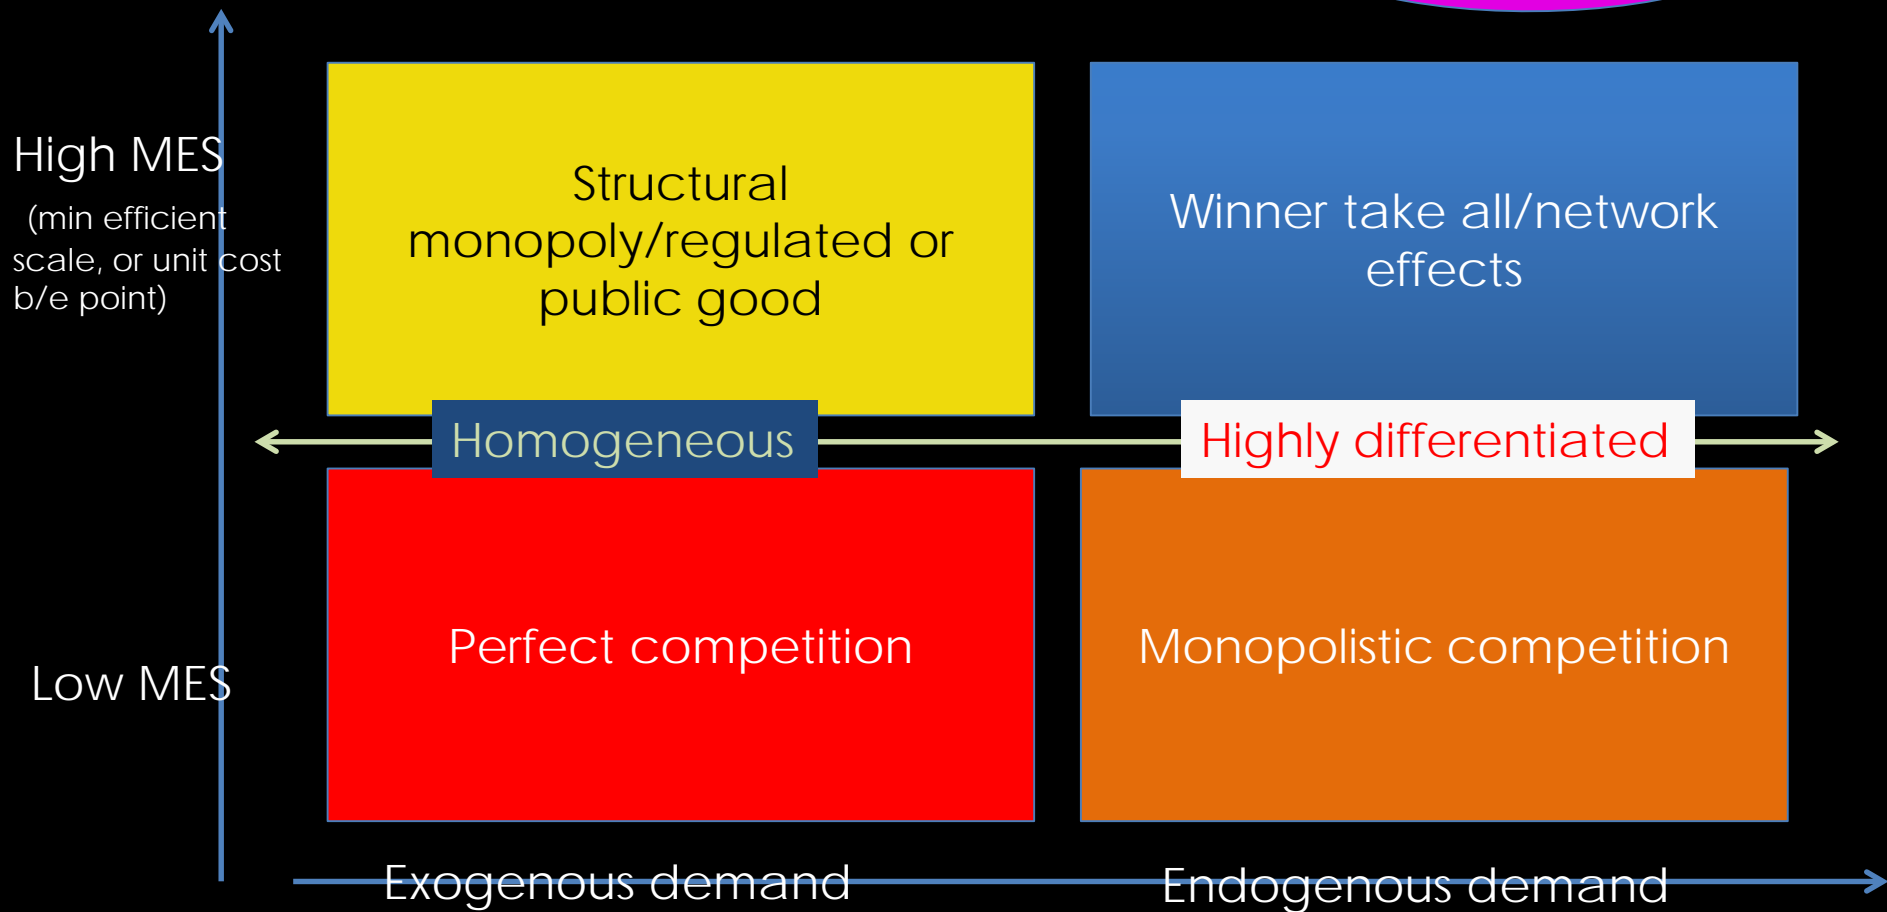 High MES
(min efficient
scale, or unit cost
b/e point)
Structural
monopoly/regulated or
public good
Winner take all/network
effects
Homogeneous
Highly differentiated
Low MES
Perfect competition
Monopolistic competition
Exogenous demand
Endogenous demand